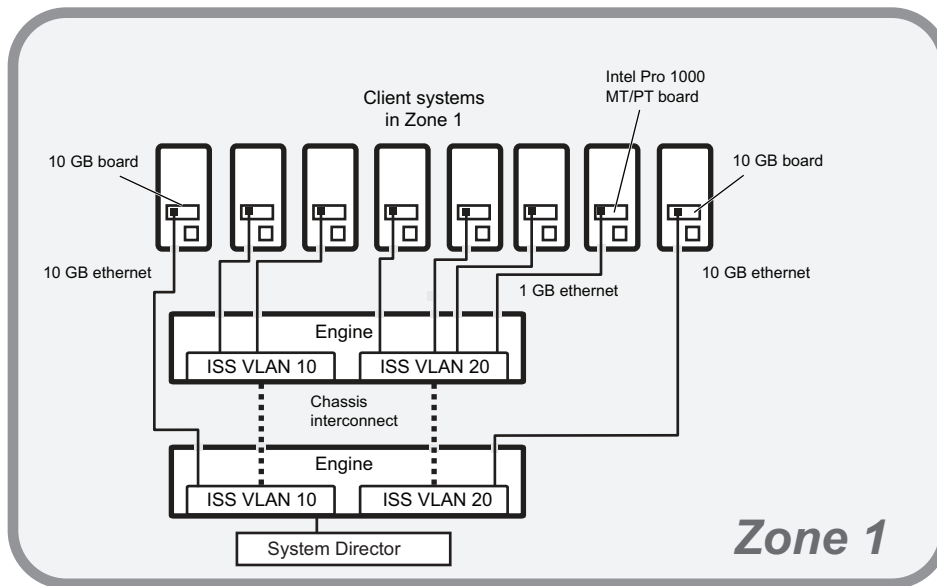 Intel Pro 1000
MT/PT board
Client systems
in Zone 1
10 GB board
10 GB board
10 GB ethernet
10 GB ethernet
1 GB ethernet
Engine
ISS VLAN 10
ISS VLAN 20
Chassis
interconnect
Engine
ISS VLAN 10
ISS VLAN 20
System Director
Zone 1